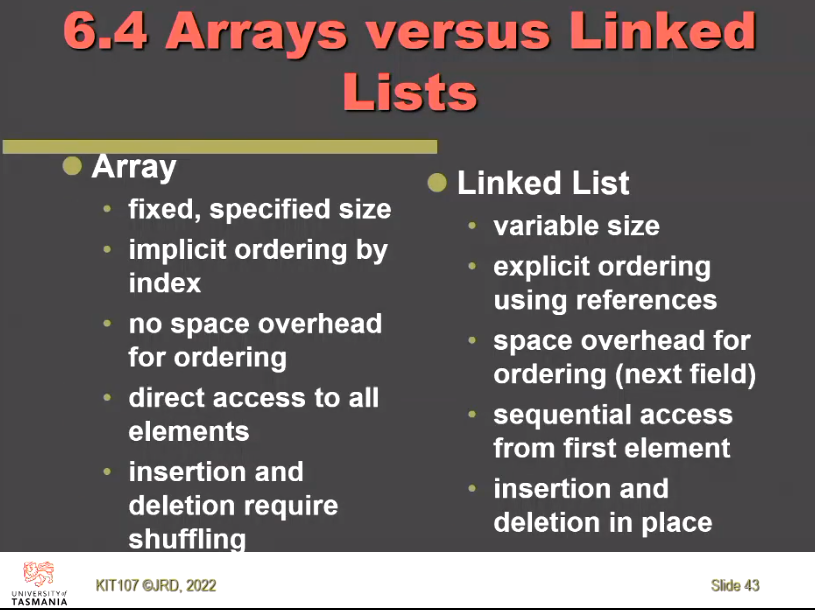 6.4 Arrays versus Linked
Lists
Array
fixed, specified size
implicit ordering by
index
no space overhead
for ordering
direct access to all
elements
insertion and
deletion require
shuffling
Linked List
variable size
explicit ordering
using references
space overhead for
ordering (next field)
sequential access
from first element
insertion and
deletion in place
UNIVERSITY of
TASMANIA
KIT107 ©JRD, 2022
Slide 43